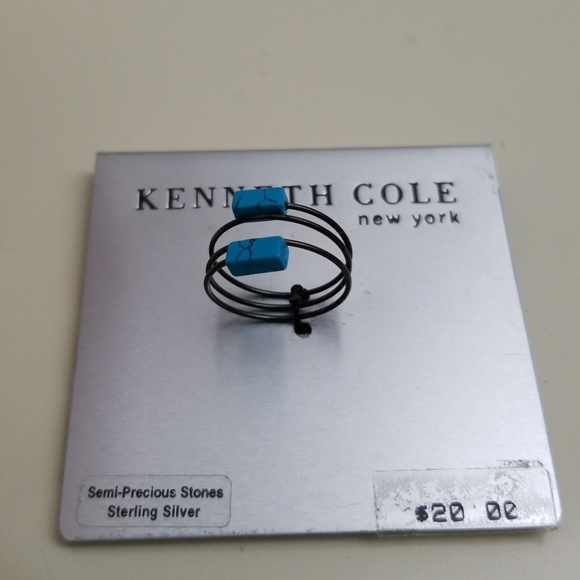 KENNETH COLE
new york
Semi-Precious Stones
Sterling Silver
$20 00